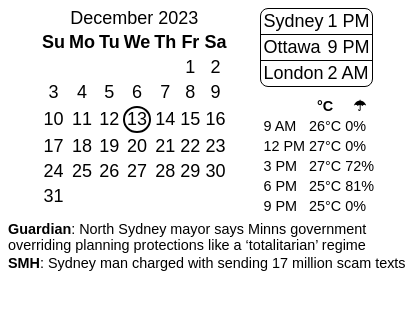 December 2023
Su Mo Tu We Th Fr Sa
1 2
3 4 5 6 7 8 9
10 11 12 13 14 15 16
17 18 19 20 21 22 23
24 25 26 27 28 29 30
31
Sydney 1 PM
Ottawa 9 PM
London 2 AM
°C ☂
9 AM 26°C 0%
12 PM 27°C 0%
3 PM 27°C 72%
6 PM 25°C 81%
9 PM 25°C 0%
Guardian: North Sydney mayor says Minns government
overriding planning protections like a ‘totalitarian’ regime
SMH: Sydney man charged with sending 17 million scam texts